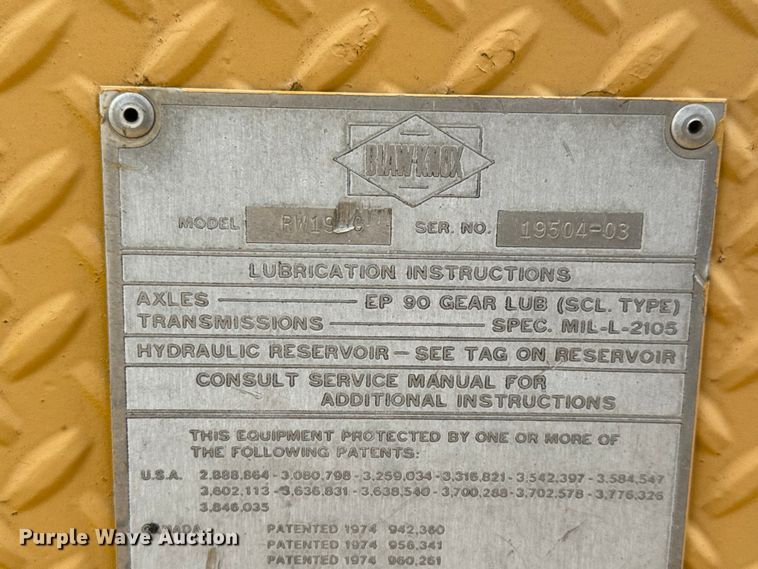 BLAW-KNOX
MODEL SER. NO. 19504-03
LUBRICATION INSTRUCTIONS
AXLES EP 90 GEAR LUB (SCL. TYPE)
TRANSMISSIONS SPEC. MIL-L-2105
HYDRAULIC RESERVOIR — SEE TAG ON RESERVOIR
CONSULT SERVICE MANUAL FOR
ADDITIONAL INSTRUCTIONS
THIS EQUIPMENT PROTECTED BY ONE OR MORE OF
THE FOLLOWING PATENTS:
U.S.A. 2,888,864 - 3,080,798 - 3,259,034 - 3,316,821 - 3,542,397 - 3,584,547
3,602,113 - 3,636,831 - 3,638,540 - 3,700,288 - 3,702,578 - 3,776,326
3,846,035
CANADA PATENTED 1974 942,360
PATENTED 1974 956,341
PATENTED 1974 960,251
Purple Wave Auction